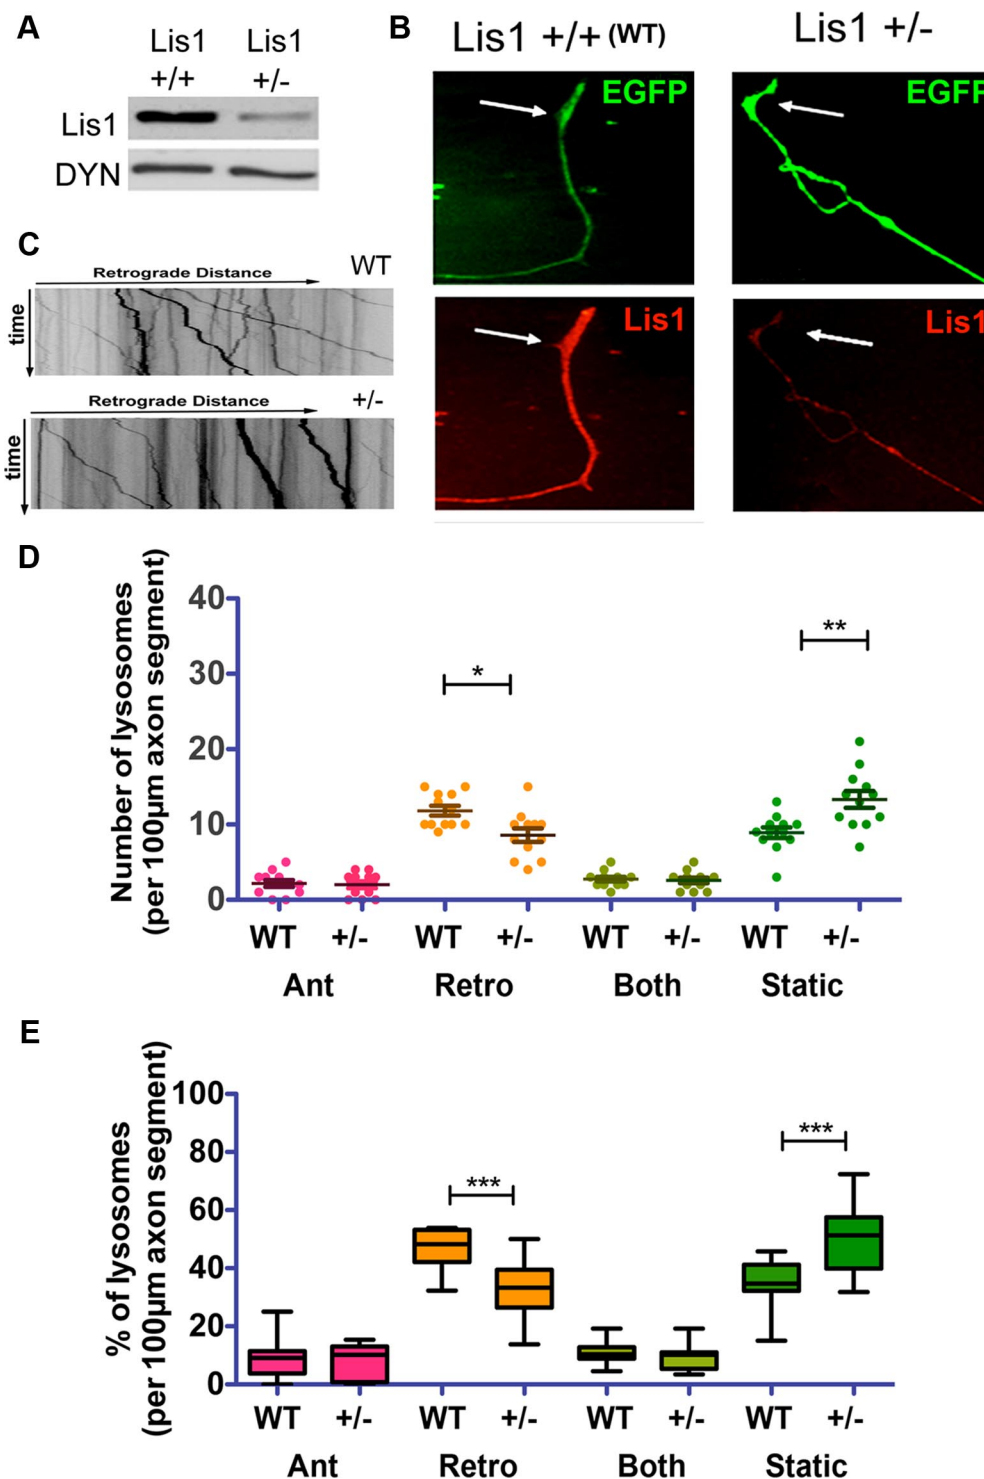 A
Lis1 Lis1
+/+ +/-
Lis1
DYN
B
Lis1 +/+ (WT)
Lis1 +/-
EGFP
EGFP
Lis1
Lis1
C
Retrograde Distance
WT
time
Retrograde Distance
+/-
time
D
Number of lysosomes
(per 100µm axon segment)
40
30
20
10
0
*
**
WT +/- WT +/- WT +/- WT +/-
Ant Retro Both Static
E
% of lysosomes
(per 100µm axon segment)
100
80
60
40
20
0
***
***
WT +/- WT +/- WT +/- WT +/-
Ant Retro Both Static